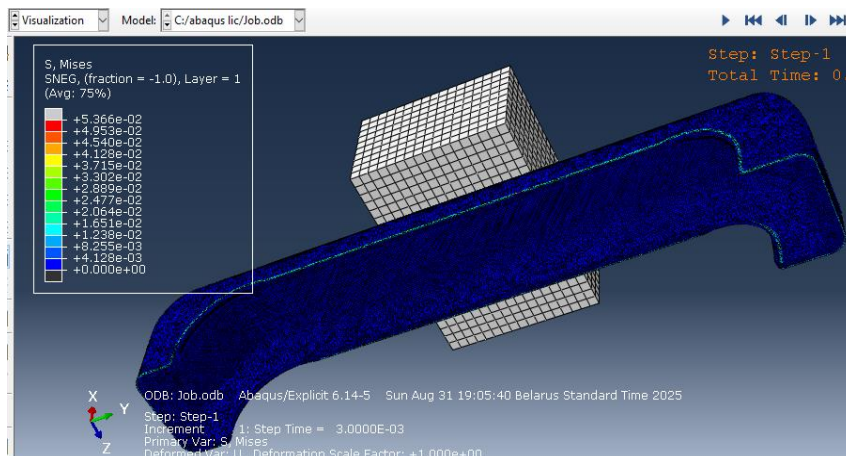 Visualization Model: C:/abaqus lic/Job.odb
Step: Step-1
Total Time: 0.
S, Mises
SNEG, (fraction = -1.0), Layer = 1
(Avg: 75%)
+5.366e-02
+4.953e-02
+4.540e-02
+4.128e-02
+3.715e-02
+3.302e-02
+2.889e-02
+2.477e-02
+2.064e-02
+1.651e-02
+1.238e-02
+8.255e-03
+4.128e-03
+0.000e+00
X
Y
Z
ODB: Job.odb Abaqus/Explicit 6.14-5 Sun Aug 31 19:05:40 Belarus Standard Time 2025
Step: Step-1
Increment 1: Step Time = 3.0000E-03
Primary Var: S, Mises
Deformed Var: U Deformation Scale Factor: +1.000e+00